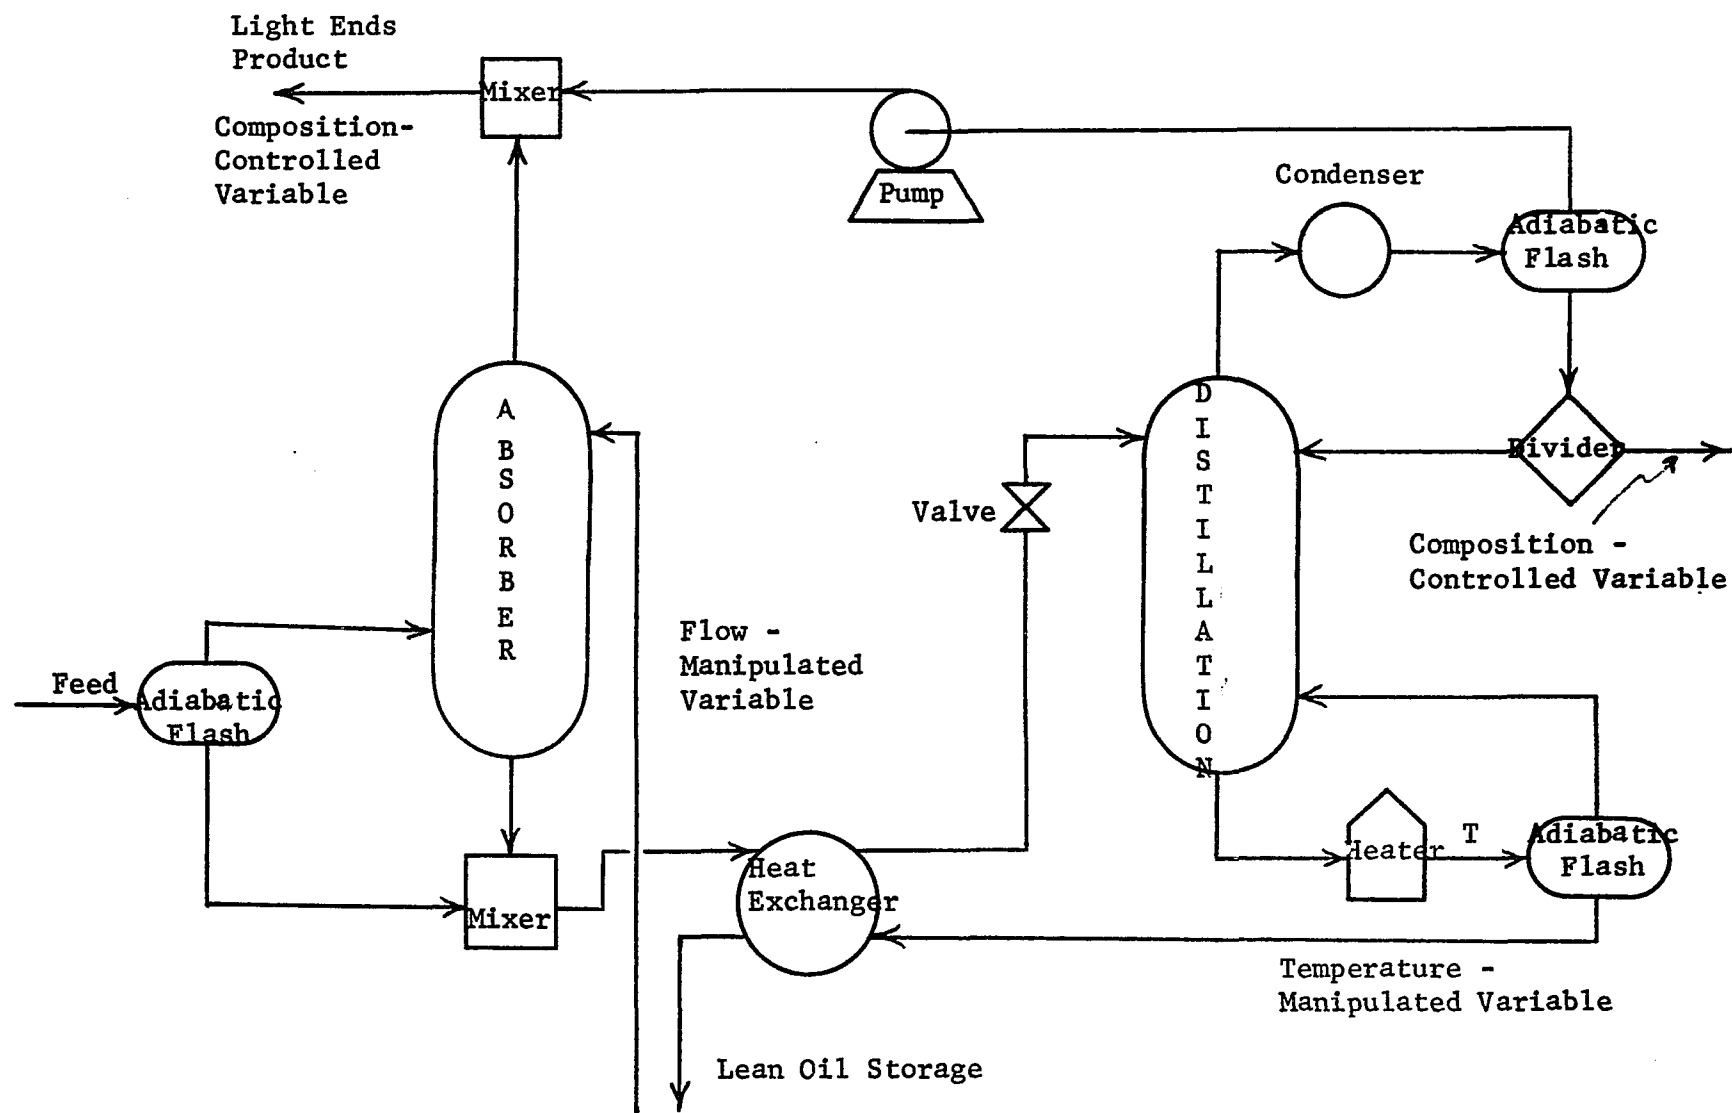 Light Ends
Product
Mixer
Composition-
Controlled
Variable
Pump
Condenser
Adiabatic
Flash
A
B
S
O
R
B
E
R
D
I
S
T
I
L
L
A
T
I
O
N
Divider
Valve
Composition -
Controlled Variable
Flow -
Manipulated
Variable
Feed
Adiabatic
Flash
Mixer
Heat
Exchanger
Heater
T
Adiabatic
Flash
Temperature -
Manipulated Variable
Lean Oil Storage